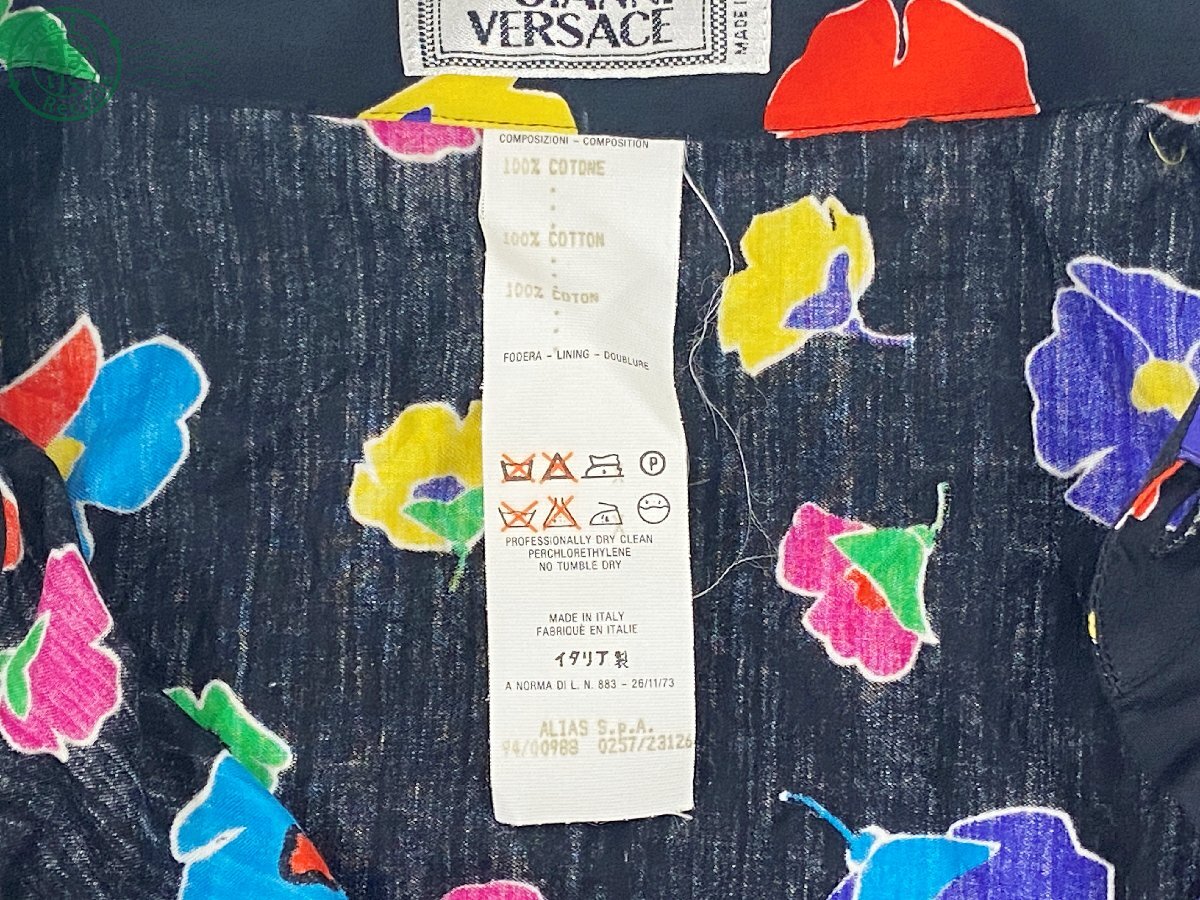 GIANNI
VERSACE
MADE I
COMPOSIZIONI - COMPOSITION
100% COTONE
100% COTTON
100% COTON
FODERA - LINING - DOUBLURE
P
PROFESSIONALLY DRY CLEAN
PERCHLORETHYLENE
NO TUMBLE DRY
MADE IN ITALY
FABRIQUÈ EN ITALIE
イタリア製
A NORMA DI L. N. 883 - 26/11/73
ALIAS S.p.A.
94/00988 0257/23126